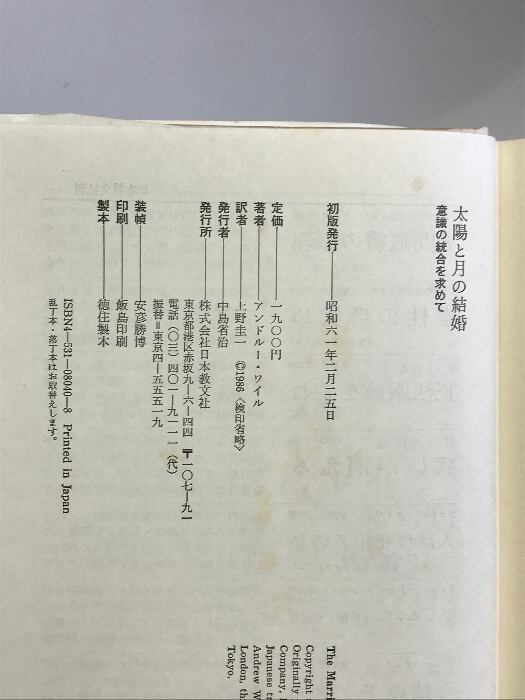 太陽と月の結婚
意識の統合を求めて
初版発行――昭和六一年二月二五日
定価――一九〇〇円
著者――アンドルー・ワイル
訳者――上野圭一 ©1986〈検印省略〉
発行者――中島省治
発行所――株式会社日本教文社
東京都港区赤坂九―六―四四 〒一〇七―九一
電話(〇三)四〇一―九一一一(代)
振替=東京四―五五五一九
装幀――安彦勝博
印刷――飯島印刷
製本――徳住製本
ISBN4―531―08040―8 Printed in Japan
乱丁本・落丁本はお取替えします。
The Marri
Copyright
Originally
Company, 
Japanese tr
Andrew W
London, th
Tokyo.